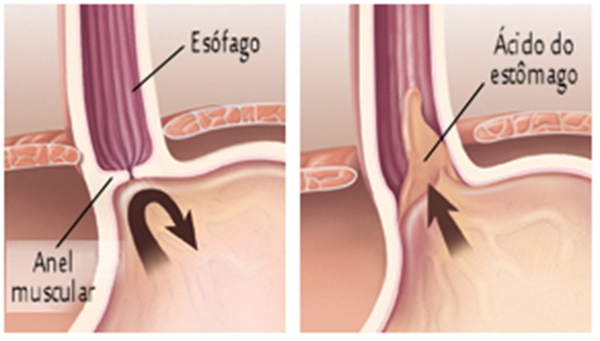 Esófago
Anel
muscular
Ácido do
estômago